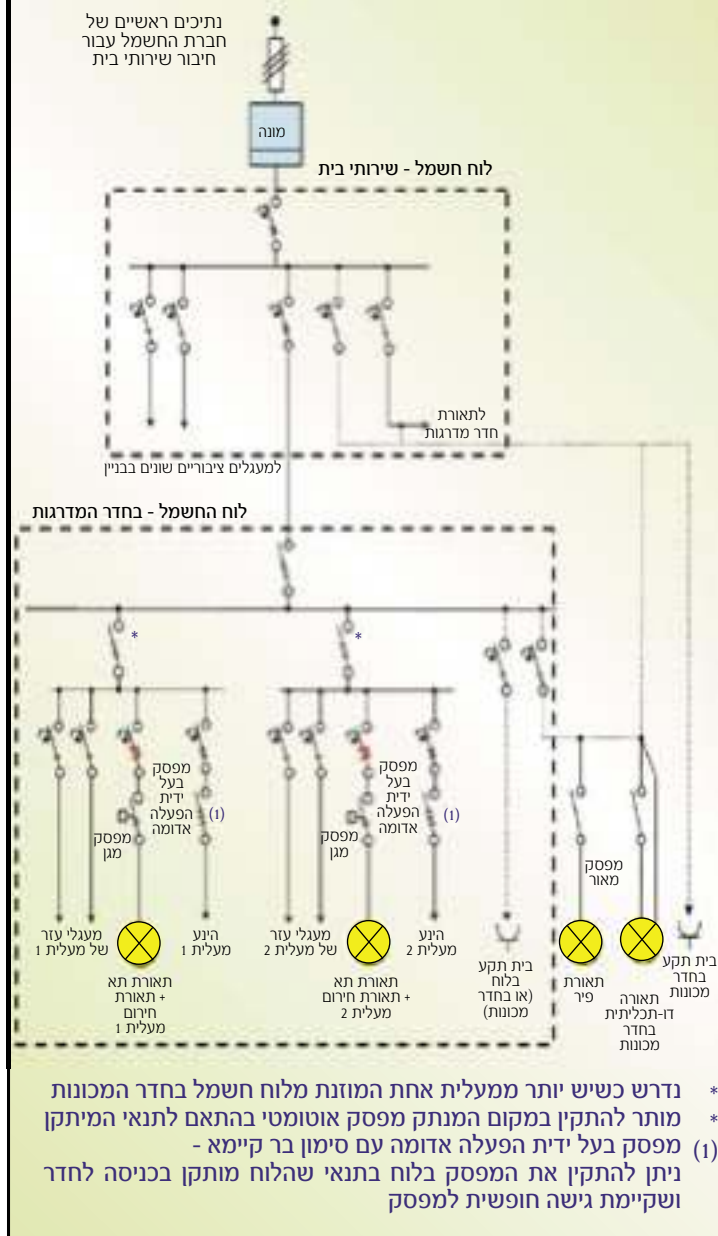 נתיכים ראשיים של
חברת החשמל עבור
חיבור שירותי בית
מונה
לוח חשמל - שירותי בית
לתאורת
חדר מדרגות
למעגלים ציבוריים שונים בבניין
לוח החשמל - בחדר המדרגות
*
*
מפסק
בעל
ידית
הפעלה
אדומה
(1)
מפסק
מגן
מפסק
בעל
ידית
הפעלה
אדומה
(1)
מפסק
מגן
מפסק
מאור
מעגלי עזר
של מעלית 1
הינע
מעלית 1
מעגלי עזר
של מעלית 2
הינע
מעלית 2
תאורת תא
+ תאורת
חירום
מעלית 1
תאורת תא
+ תאורת חירום
מעלית 2
בית תקע
בלוח
(או בחדר
מכונות)
תאורת
פיר
תאורה
דו-תכליתית
בחדר
מכונות
בית תקע
בחדר
מכונות
* נדרש כשיש יותר ממעלית אחת המוזנת מלוח חשמל בחדר המכונות
* מותר להתקין במקום המנתק מפסק אוטומטי בהתאם לתנאי המיתקן
(1) מפסק בעל ידית הפעלה אדומה עם סימון בר קיימא -
ניתן להתקין את המפסק בלוח בתנאי שהלוח מותקן בכניסה לחדר
ושקיימת גישה חופשית למפסק